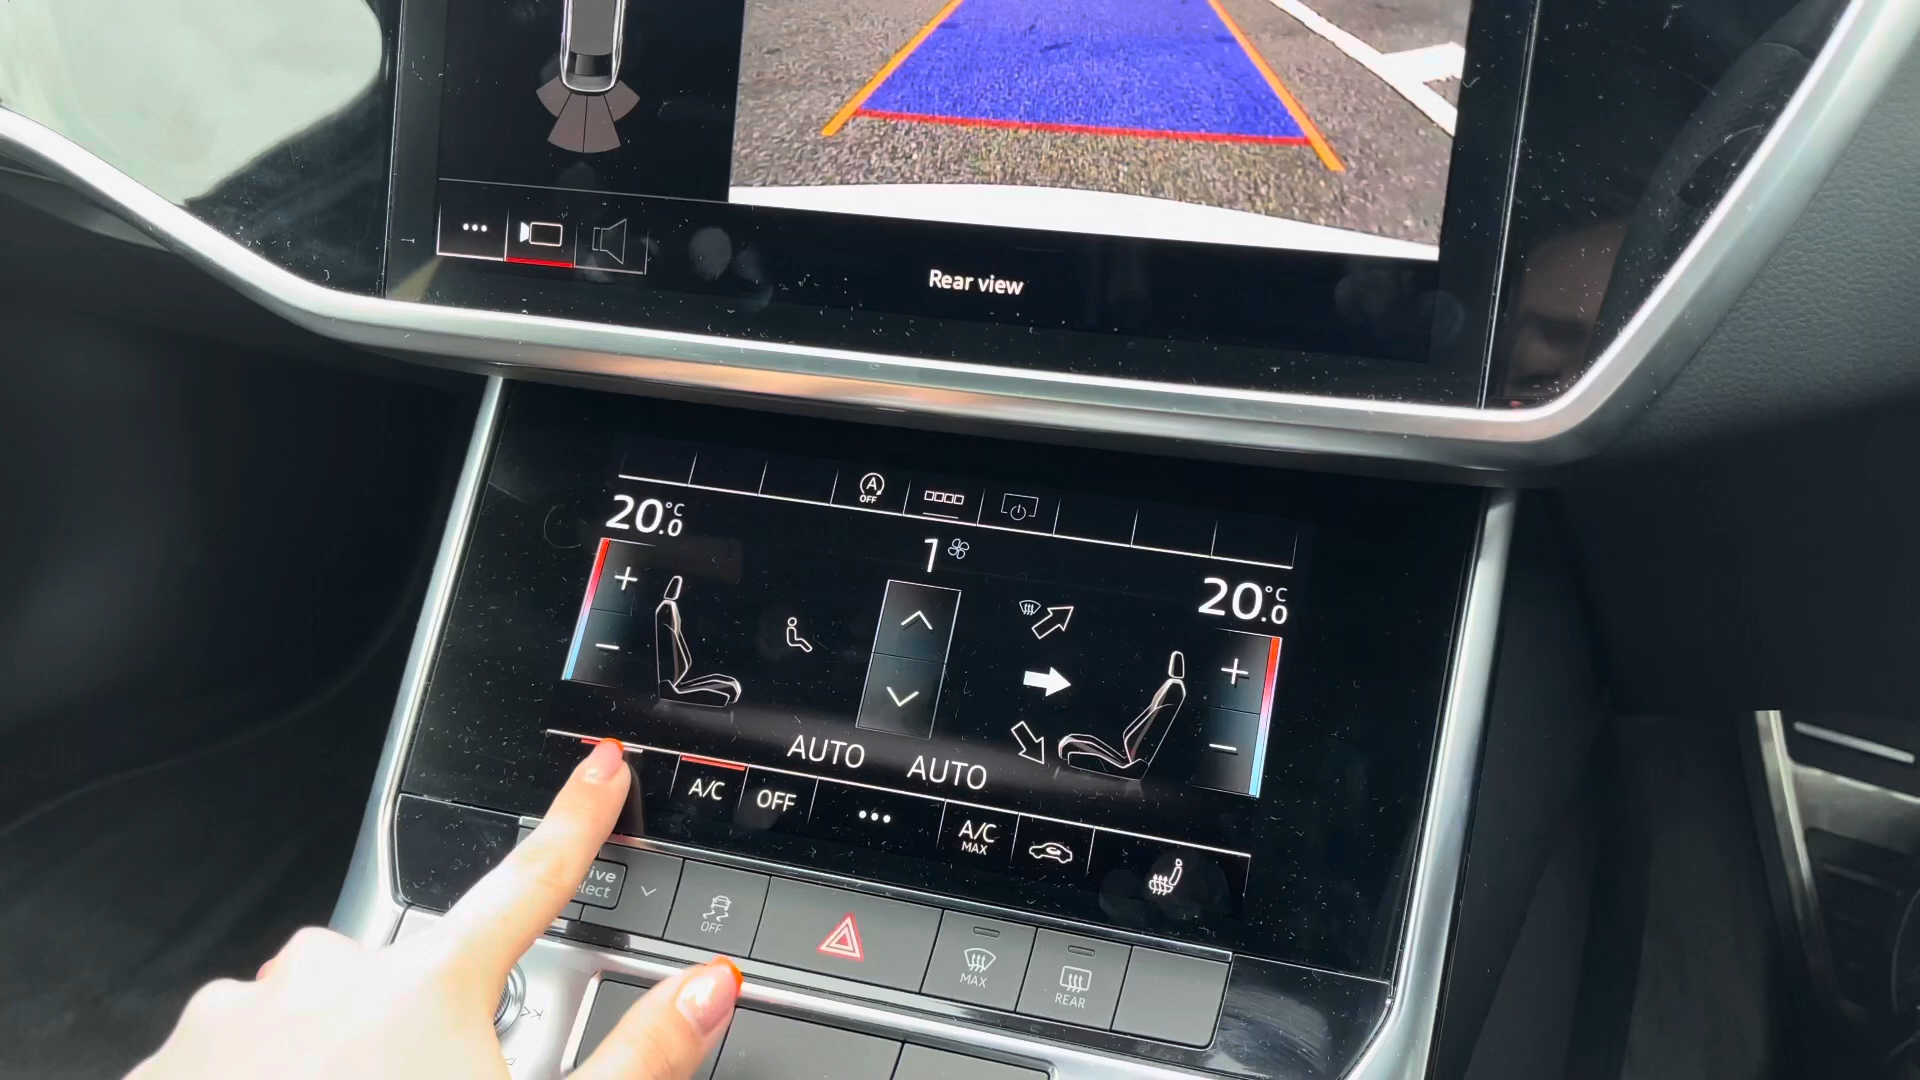 Rear view
OFF
20.0 °C
1
20.0 °C
AUTO AUTO
A/C
OFF
A/C
MAX
OFF
MAX
REAR